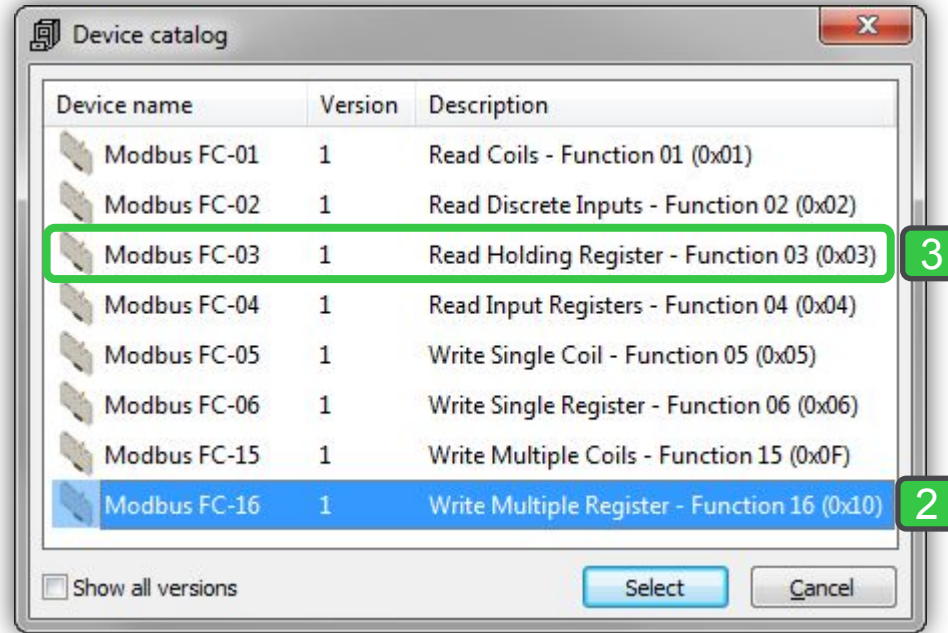 Device catalog
Device name Version Description
Modbus FC-01 1 Read Coils - Function 01 (0x01)
Modbus FC-02 1 Read Discrete Inputs - Function 02 (0x02)
Modbus FC-03 1 Read Holding Register - Function 03 (0x03) 3
Modbus FC-04 1 Read Input Registers - Function 04 (0x04)
Modbus FC-05 1 Write Single Coil - Function 05 (0x05)
Modbus FC-06 1 Write Single Register - Function 06 (0x06)
Modbus FC-15 1 Write Multiple Coils - Function 15 (0x0F)
Modbus FC-16 1 Write Multiple Register - Function 16 (0x10) 2
Show all versions Select Cancel